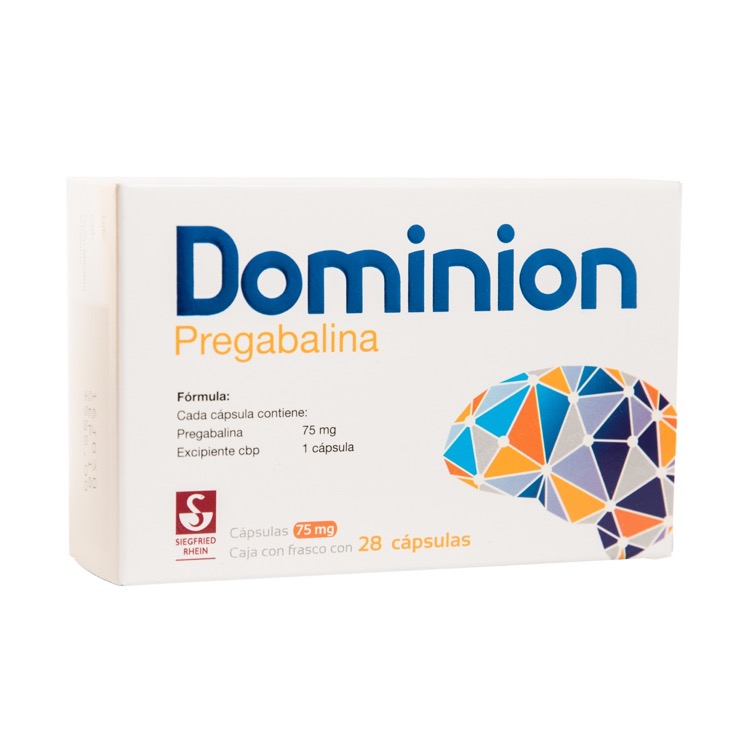 Dominion
Pregabalina
Fórmula:
Cada cápsula contiene:
Pregabalina 75 mg
Excipiente cbp 1 cápsula
SIEGFRIED
RHEIN
Cápsulas 75 mg
Caja con frasco con 28 cápsulas